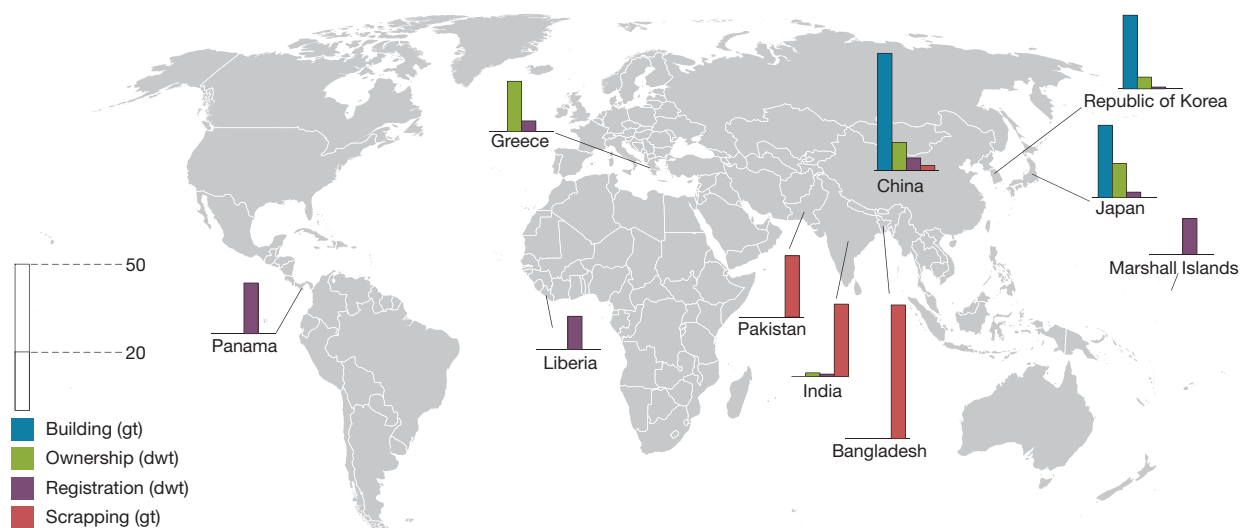 Republic of Korea
Greece
China
Japan
Marshall Islands
50
Panama
Pakistan
20
Liberia
India
Bangladesh
Building (gt)
Ownership (dwt)
Registration (dwt)
Scrapping (gt)